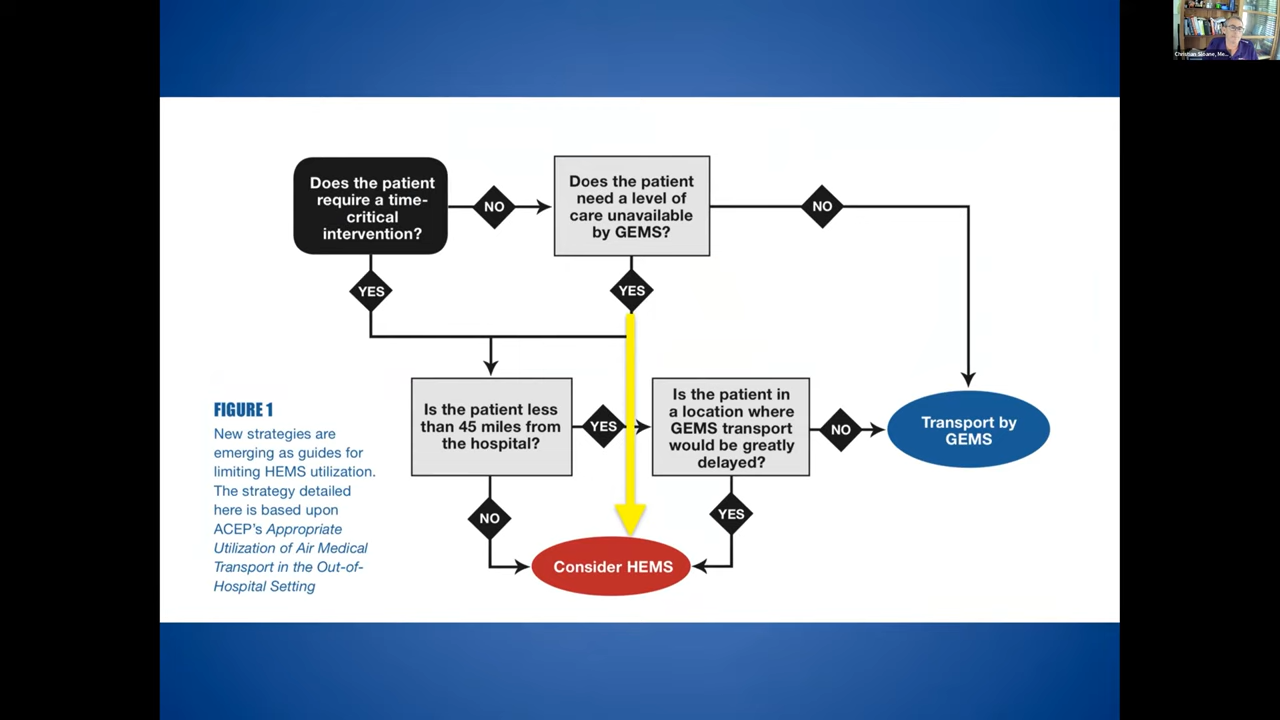 Christian Sloane, Me...
Does the patient
require a time-
critical
intervention?
NO
Does the patient
need a level of
care unavailable
by GEMS?
NO
YES
YES
FIGURE 1
New strategies are
emerging as guides for
limiting HEMS utilization.
The strategy detailed
here is based upon
ACEP's Appropriate
Utilization of Air Medical
Transport in the Out-of-
Hospital Setting
Is the patient less
than 45 miles from
the hospital?
YES
Is the patient in
a location where
GEMS transport
would be greatly
delayed?
NO
Transport by
GEMS
NO
YES
Consider HEMS